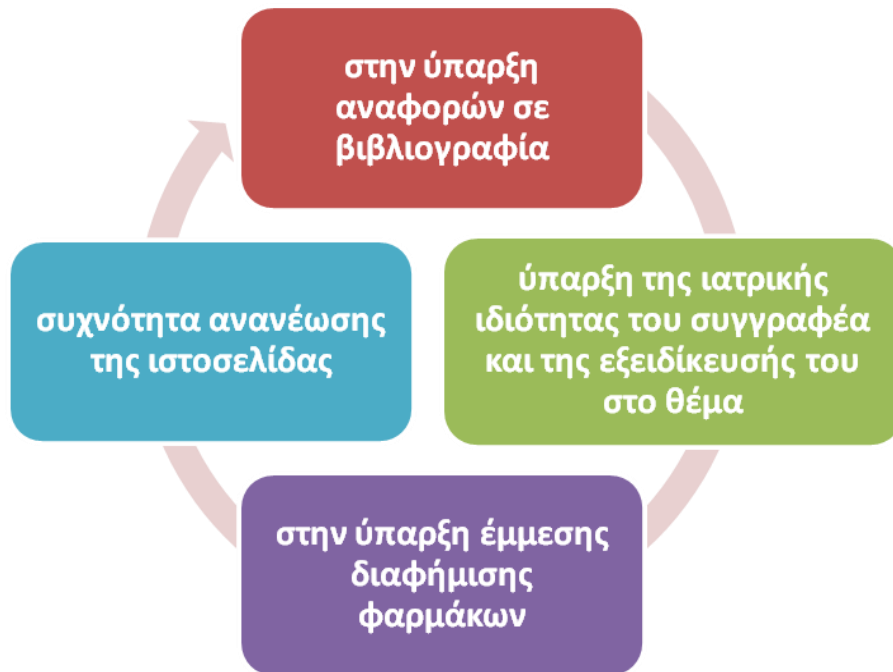 στην ύπαρξη
αναφορών σε
βιβλιογραφία
ύπαρξη της ιατρικής
ιδιότητας του συγγραφέα
και της εξειδίκευσής του
στο θέμα
στην ύπαρξη έμμεσης
διαφήμισης
φαρμάκων
συχνότητα ανανέωσης
της ιστοσελίδας